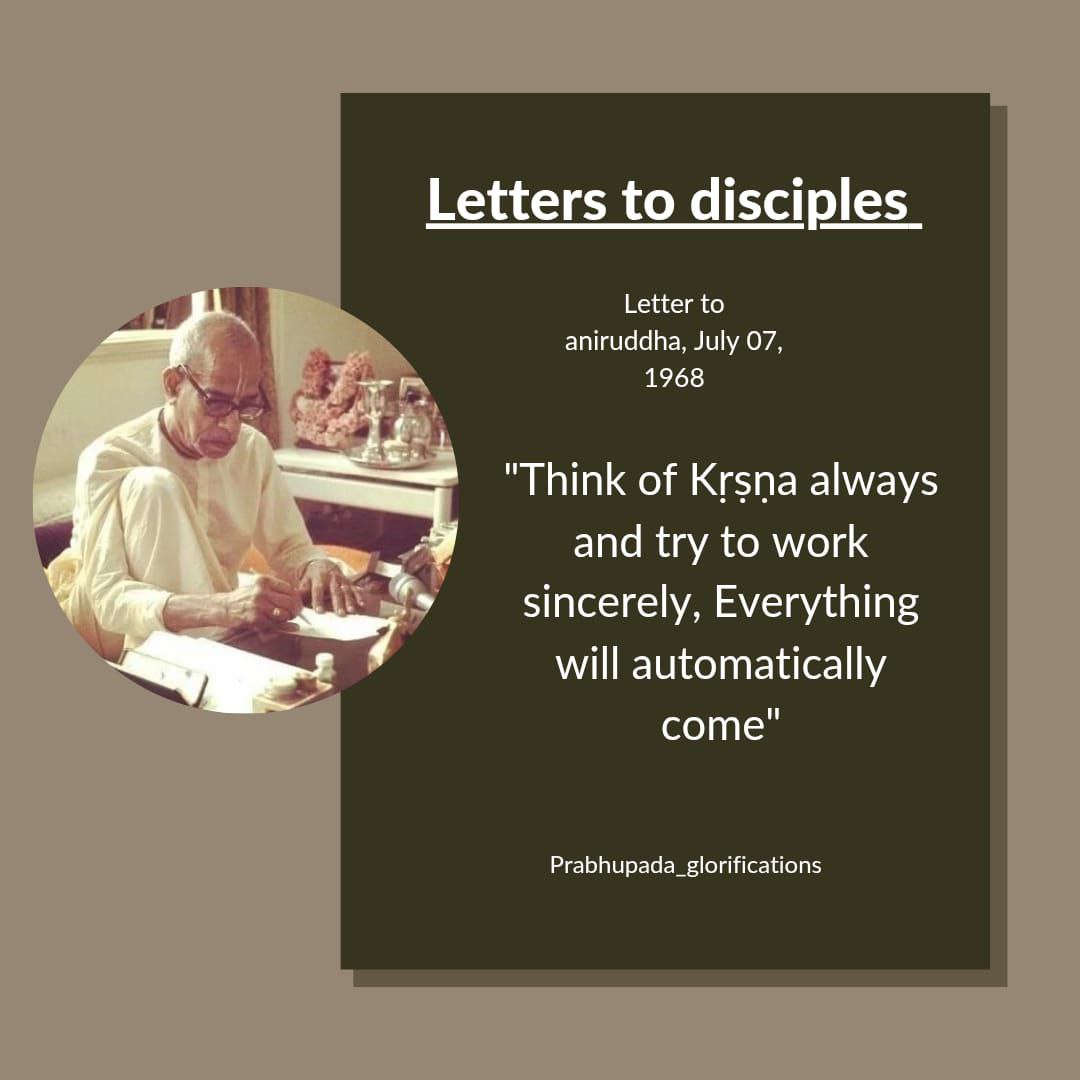 Letters to disciples
Letter to
aniruddha, July 07,
1968
"Think of Kṛṣṇa always
and try to work
sincerely, Everything
will automatically
come"
Prabhupada_glorifications